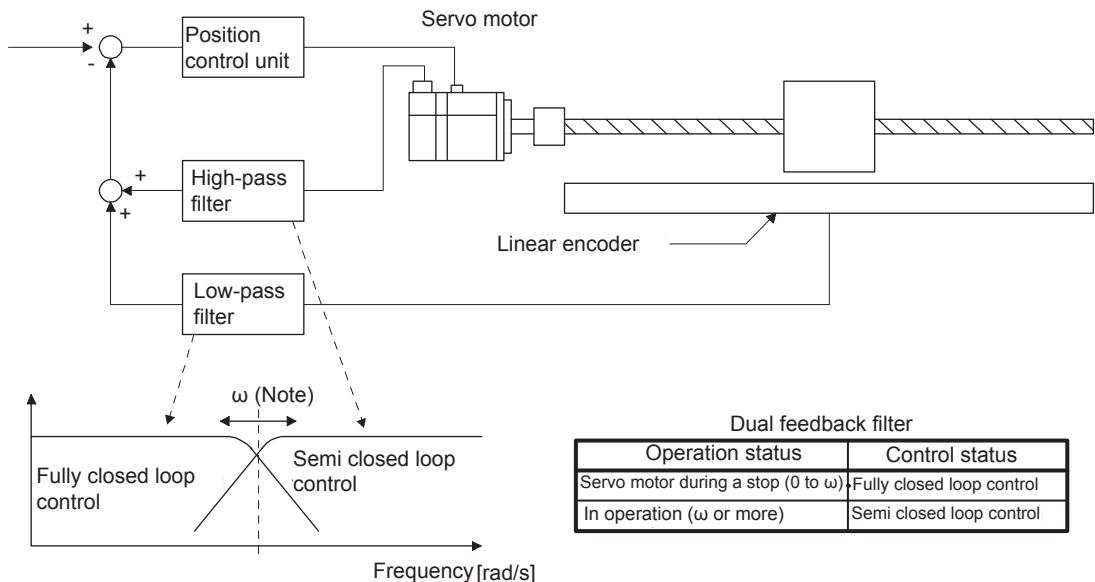 Servo motor
+
-
Position
control unit
+
+
High-pass
filter
Linear encoder
Low-pass
filter
ω (Note)
Fully closed loop
control
Semi closed loop
control
Frequency [rad/s]
Dual feedback filter
Operation status Control status
Servo motor during a stop (0 to ω) Fully closed loop control
In operation (ω or more) Semi closed loop control